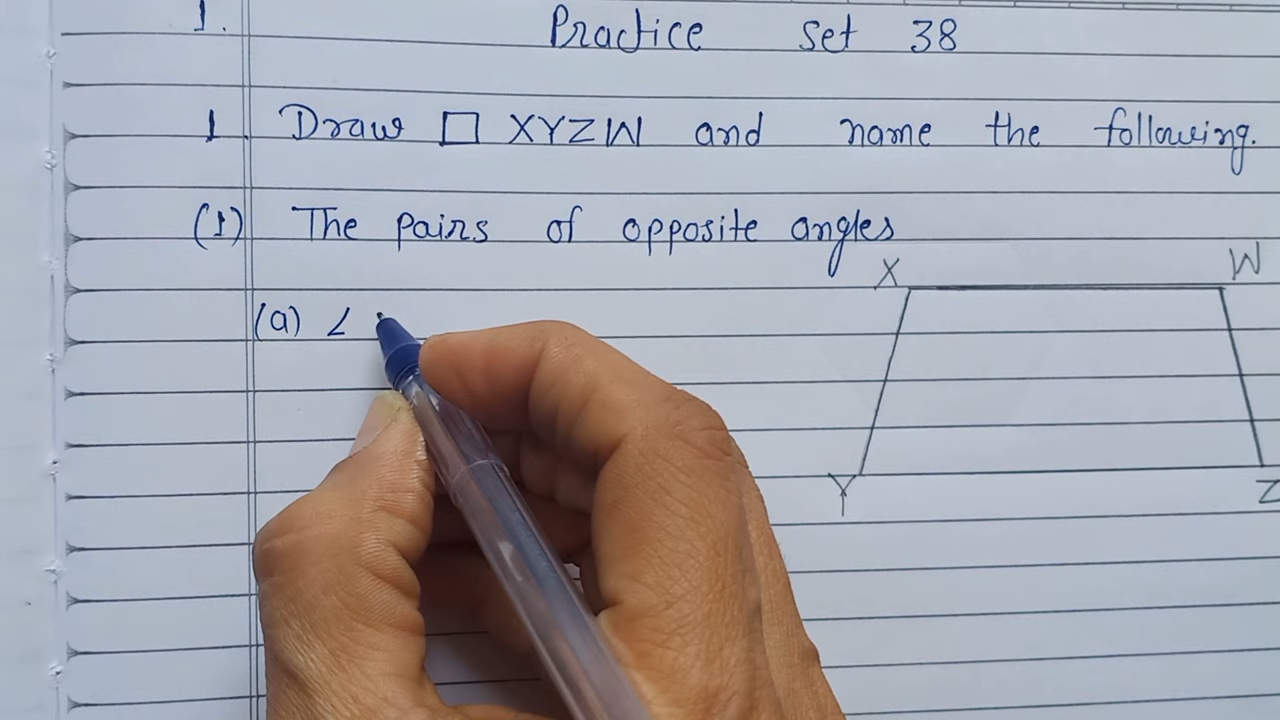 1.
Practice set 38
1. Draw □ XYZW and name the following.
(1) The pairs of opposite angles
X W
(a) ∠
Y Z